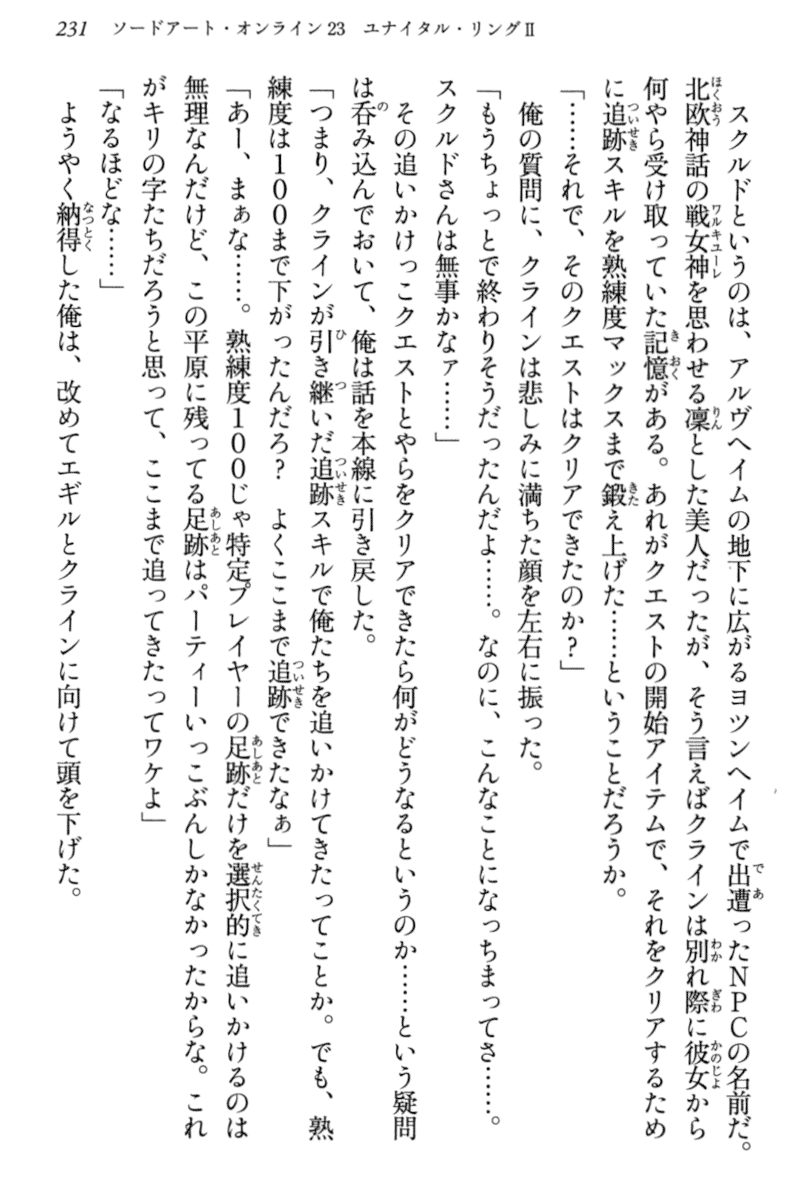 231 ソードアート・オンライン23 ユナイタル・リングⅡ
スクルドというのは、アルヴヘイムの地下に広がるヨツンヘイムで出遭ったNPCの名前だ。
北欧神話の戦女神を思わせる凛とした美人だったが、そう言えばクラインは別れ際に彼女から
何やら受け取っていた記憶がある。あれがクエストの開始アイテムで、それをクリアするため
に追跡スキルを熟練度マックスまで鍛え上げた……ということだろうか。
「……それで、そのクエストはクリアできたのか?」
俺の質問に、クラインは悲しみに満ちた顔を左右に振った。
「もうちょっとで終わりそうだったんだよ……。なのに、こんなことになっちまってさ……。
スクルドさんは無事かなァ……」
その追いかけっこクエストとやらをクリアできたら何がどうなるというのか……という疑問
は呑み込んでおいて、俺は話を本線に引き戻した。
「つまり、クラインが引き継いだ追跡スキルで俺たちを追いかけてきたってことか。でも、熟
練度は100まで下がったんだろ? よくここまで追跡できたなぁ」
「あー、まぁな……。熟練度100じゃ特定プレイヤーの足跡だけを選択的に追いかけるのは
無理なんだけど、この平原に残ってる足跡はパーティーいっこぶんしかなかったからな。これ
がキリの字たちだろうと思って、ここまで追ってきたってワケよ」
「なるほどな……」
ようやく納得した俺は、改めてエギルとクラインに向けて頭を下げた。